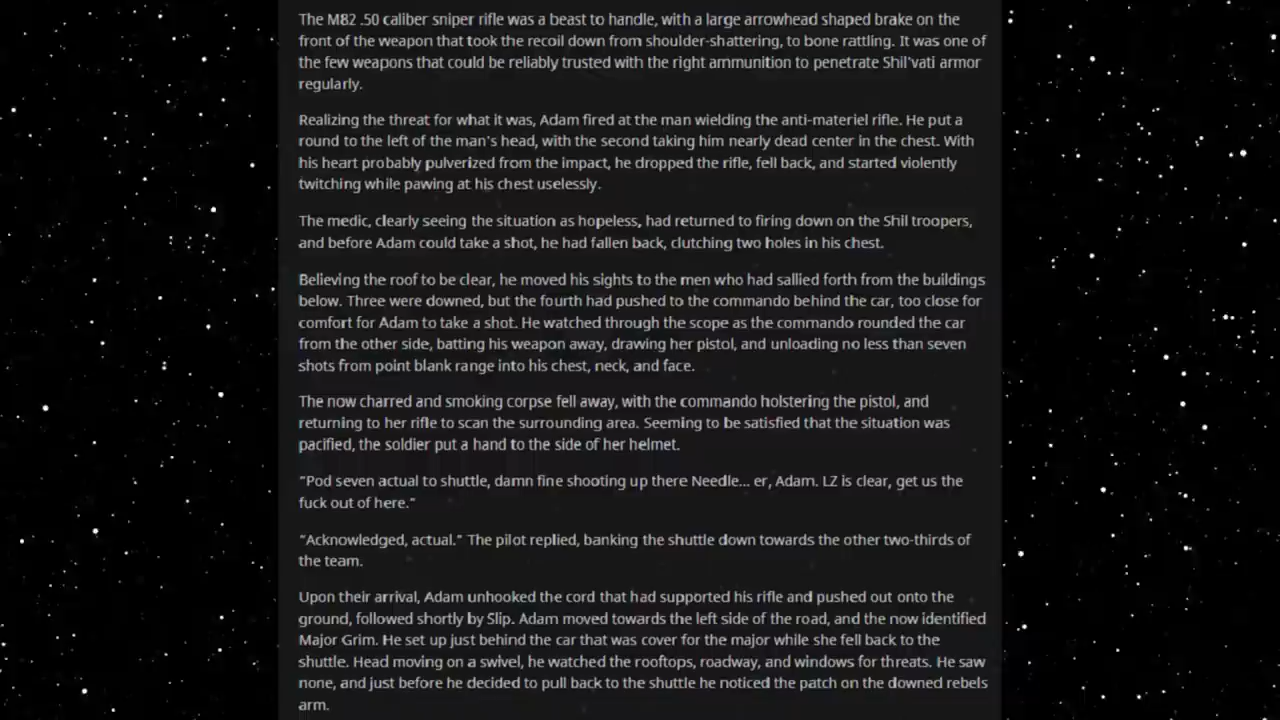 The M82 .50 caliber sniper rifle was a beast to handle, with a large arrowhead shaped brake on the
front of the weapon that took the recoil down from shoulder-shattering, to bone rattling. It was one of
the few weapons that could be reliably trusted with the right ammunition to penetrate Shil'vati armor
regularly.
Realizing the threat for what it was, Adam fired at the man wielding the anti-materiel rifle. He put a
round to the left of the man's head, with the second taking him nearly dead center in the chest. With
his heart probably pulverized from the impact, he dropped the rifle, fell back, and started violently
twitching while pawing at his chest uselessly.
The medic, clearly seeing the situation as hopeless, had returned to firing down on the Shil troopers,
and before Adam could take a shot, he had fallen back, clutching two holes in his chest.
Believing the roof to be clear, he moved his sights to the men who had sallied forth from the buildings
below. Three were downed, but the fourth had pushed to the commando behind the car, too close for
comfort for Adam to take a shot. He watched through the scope as the commando rounded the car
from the other side, batting his weapon away, drawing her pistol, and unloading no less than seven
shots from point blank range into his chest, neck, and face.
The now charred and smoking corpse fell away, with the commando holstering the pistol, and
returning to her rifle to scan the surrounding area. Seeming to be satisfied that the situation was
pacified, the soldier put a hand to the side of her helmet.
"Pod seven actual to shuttle, damn fine shooting up there Needle... er, Adam. LZ is clear, get us the
fuck out of here."
"Acknowledged, actual." The pilot replied, banking the shuttle down towards the other two-thirds of
the team.
Upon their arrival, Adam unhooked the cord that had supported his rifle and pushed out onto the
ground, followed shortly by Slip. Adam moved towards the left side of the road, and the now identified
Major Grim. He set up just behind the car that was cover for the major while she fell back to the
shuttle. Head moving on a swivel, he watched the rooftops, roadway, and windows for threats. He saw
none, and just before he decided to pull back to the shuttle he noticed the patch on the downed rebels
arm.